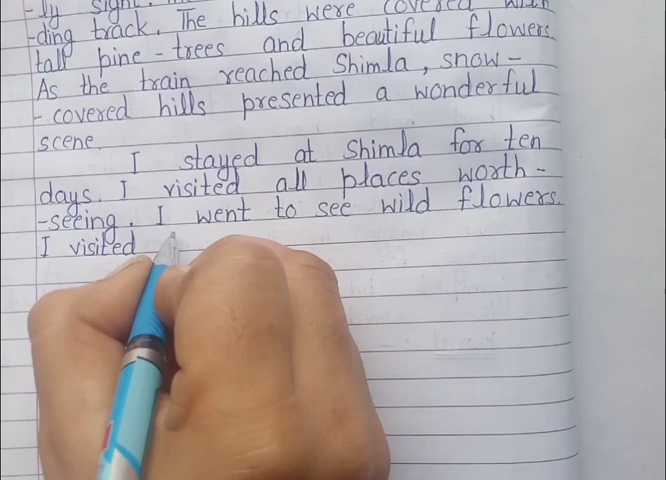 -ly sight.
-ding track. The hills were covered with
tall pine-trees and beautiful flowers.
As the train reached Shimla, snow-
-covered hills presented a wonderful
scene.
I stayed at Shimla for ten
days. I visited all places worth-
-seeing. I went to see wild flowers.
I visited